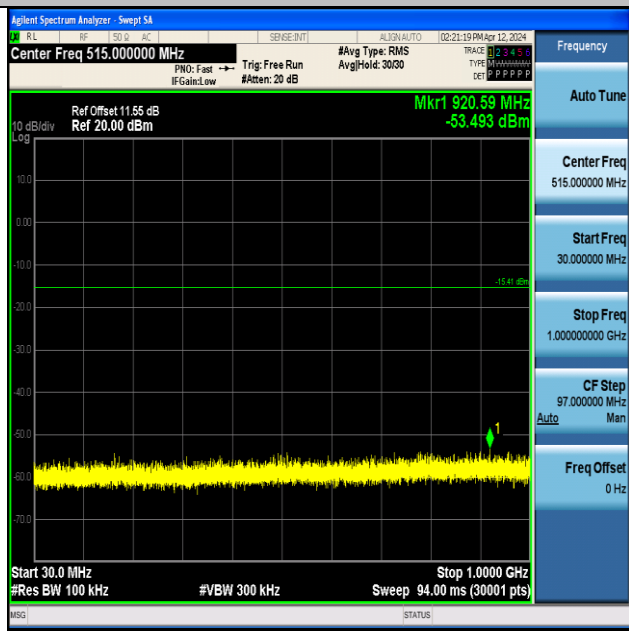 Agilent Spectrum Analyzer - Swept SA
RL RF 50 Ω AC SENSE:INT ALIGN AUTO 02:21:19 PM Apr 12, 2024
Center Freq 515.000000 MHz
PNO: Fast
IFGain:Low
Trig: Free Run
#Atten: 20 dB
#Avg Type: RMS
Avg|Hold: 30/30
TRACE 1 2 3 4 5 6
TYPE M
DET P P P P P P
Mkr1 920.59 MHz
-53.493 dBm
Ref Offset 11.55 dB
10 dB/div Ref 20.00 dBm
Log
10.0
0.00
-10.0
-15.41 dBm
-20.0
-30.0
-40.0
-50.0
1
-60.0
-70.0
Start 30.0 MHz Stop 1.0000 GHz
#Res BW 100 kHz #VBW 300 kHz Sweep 94.00 ms (30001 pts)
MSG STATUS
Frequency
Auto Tune
Center Freq
515.000000 MHz
Start Freq
30.000000 MHz
Stop Freq
1.000000000 GHz
CF Step
97.000000 MHz
Auto Man
Freq Offset
0 Hz